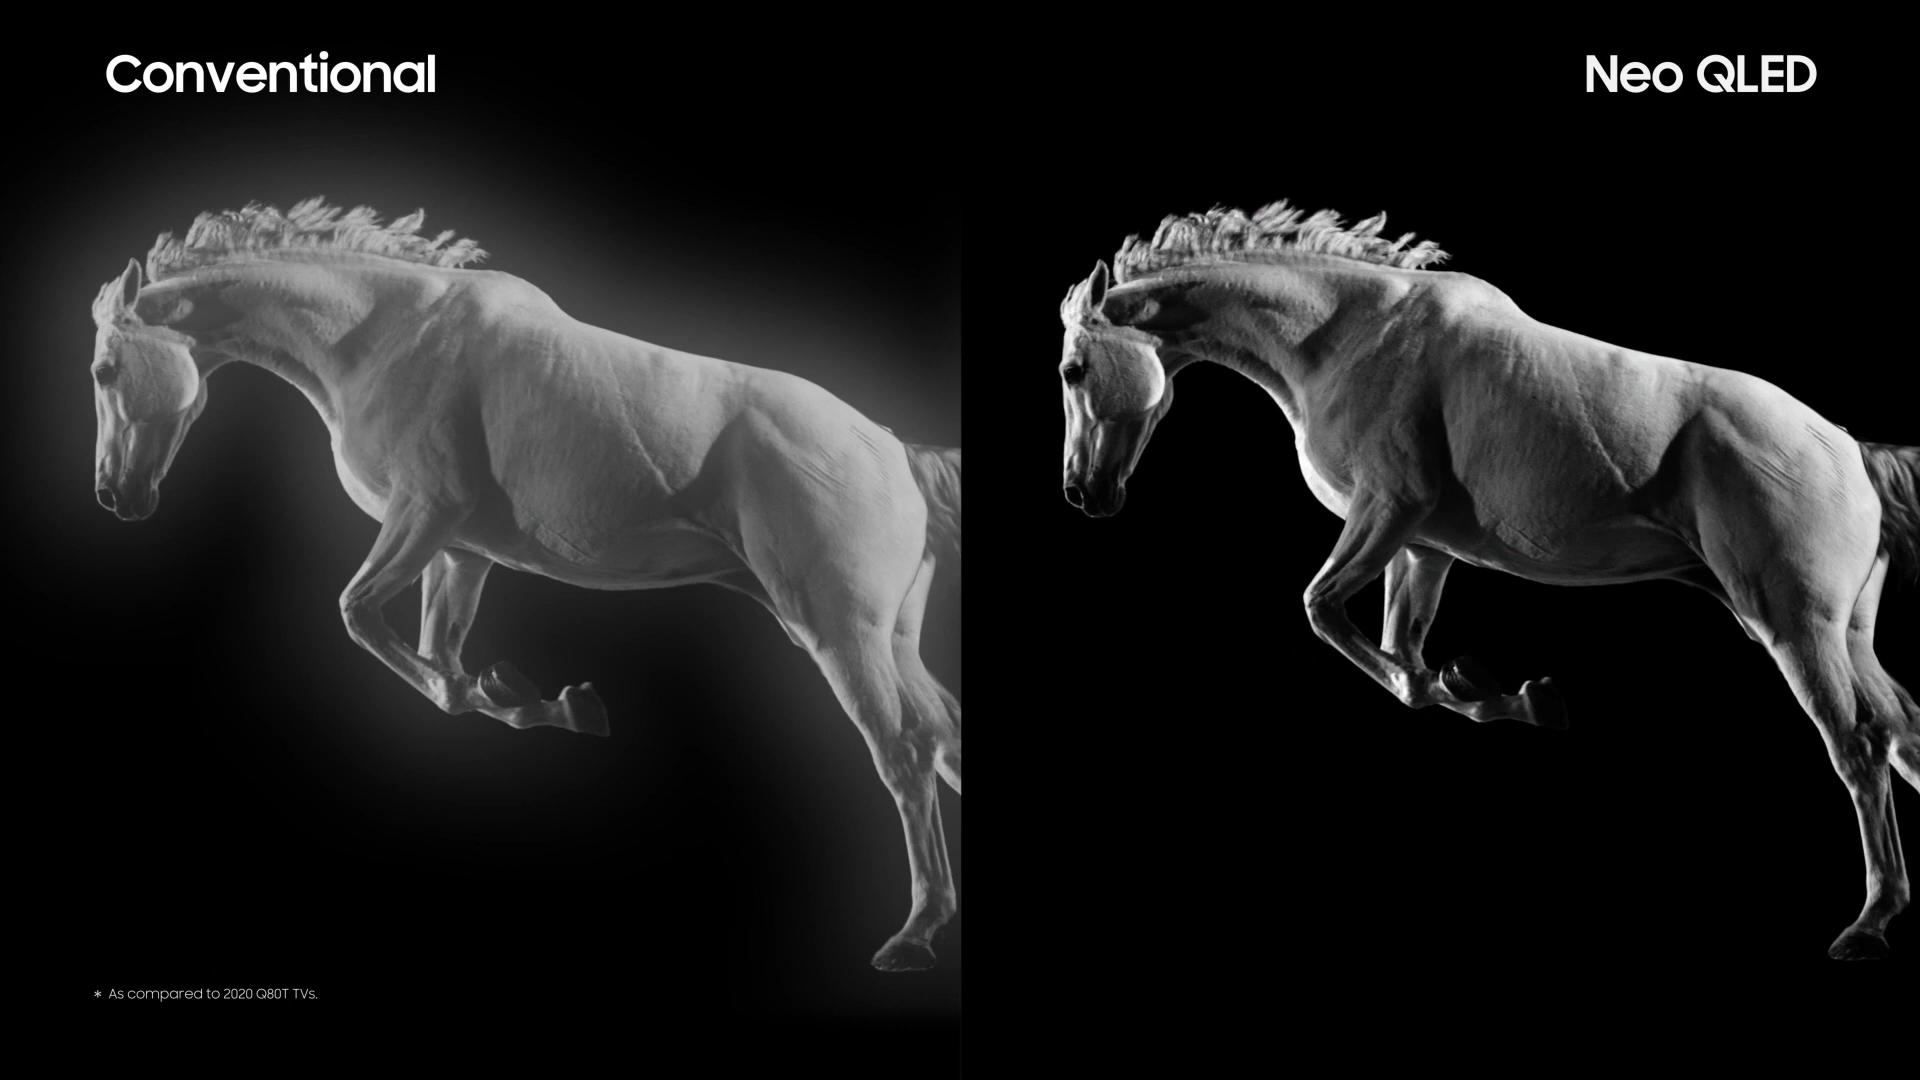 Conventional
Neo QLED
* As compared to 2020 Q80T TVs.